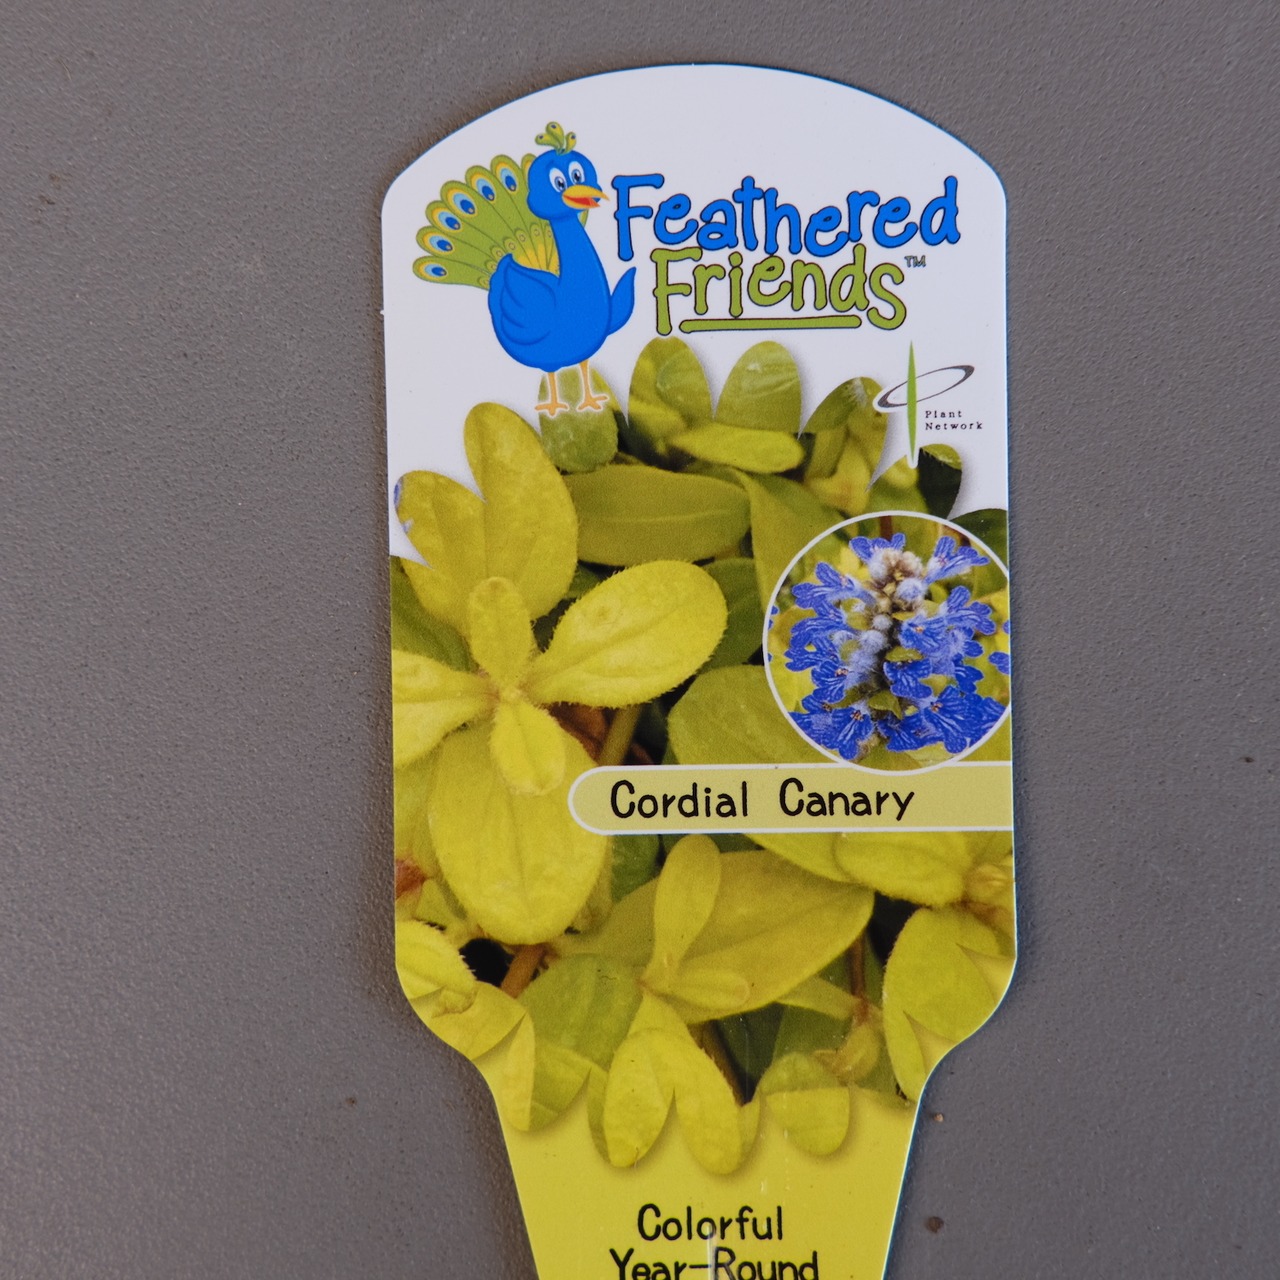 Feathered
Friends™
Plant
Network
Cordial Canary
Colorful
Year-Round